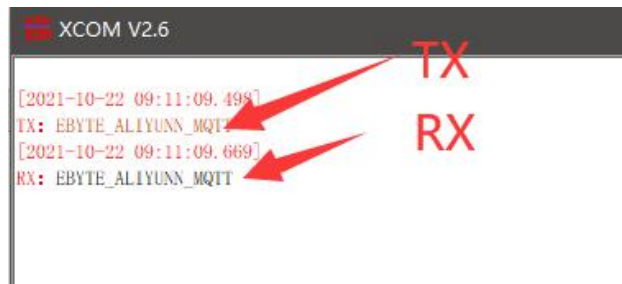 XCOM V2.6
TX
[2021-10-22 09:11:09.498]
TX: EBYTE_ALIYUNN_MQTT
RX
[2021-10-22 09:11:09.669]
RX: EBYTE_ALIYUNN_MQTT